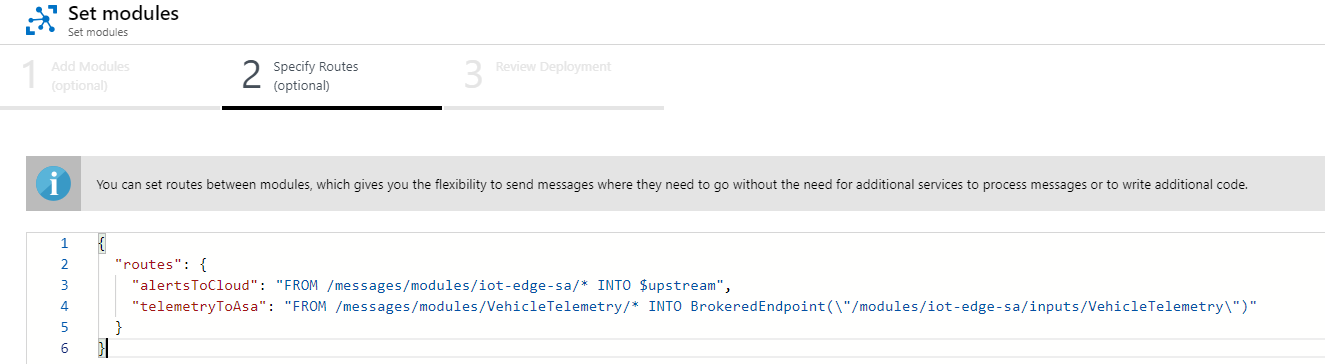 Set modules
Set modules
1 Add Modules (optional)
2 Specify Routes (optional)
3 Review Deployment
You can set routes between modules, which gives you the flexibility to send messages where they need to go without the need for additional services to process messages or to write additional code.
1 {
2 "routes": {
3 "alertsToCloud": "FROM /messages/modules/iot-edge-sa/* INTO $upstream",
4 "telemetryToAsa": "FROM /messages/modules/VehicleTelemetry/* INTO BrokeredEndpoint(\"/modules/iot-edge-sa/inputs/VehicleTelemetry\")"
5 }
6 }